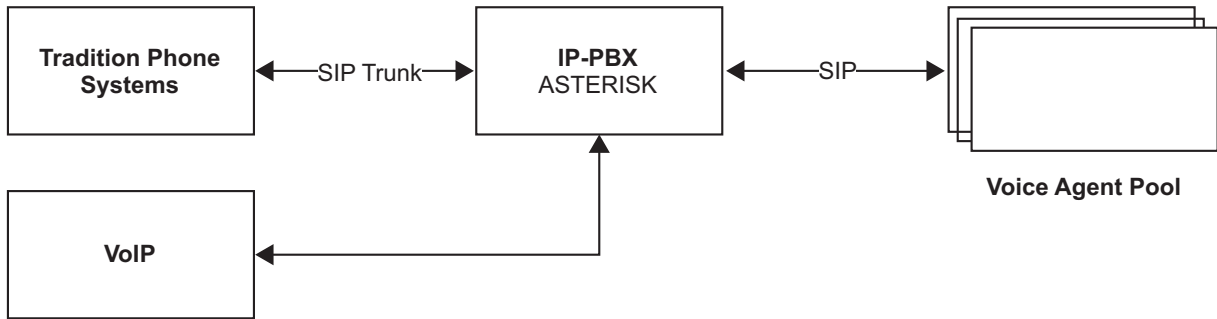 Tradition Phone
Systems
SIP Trunk
IP-PBX
ASTERISK
SIP
Voice Agent Pool
VoIP